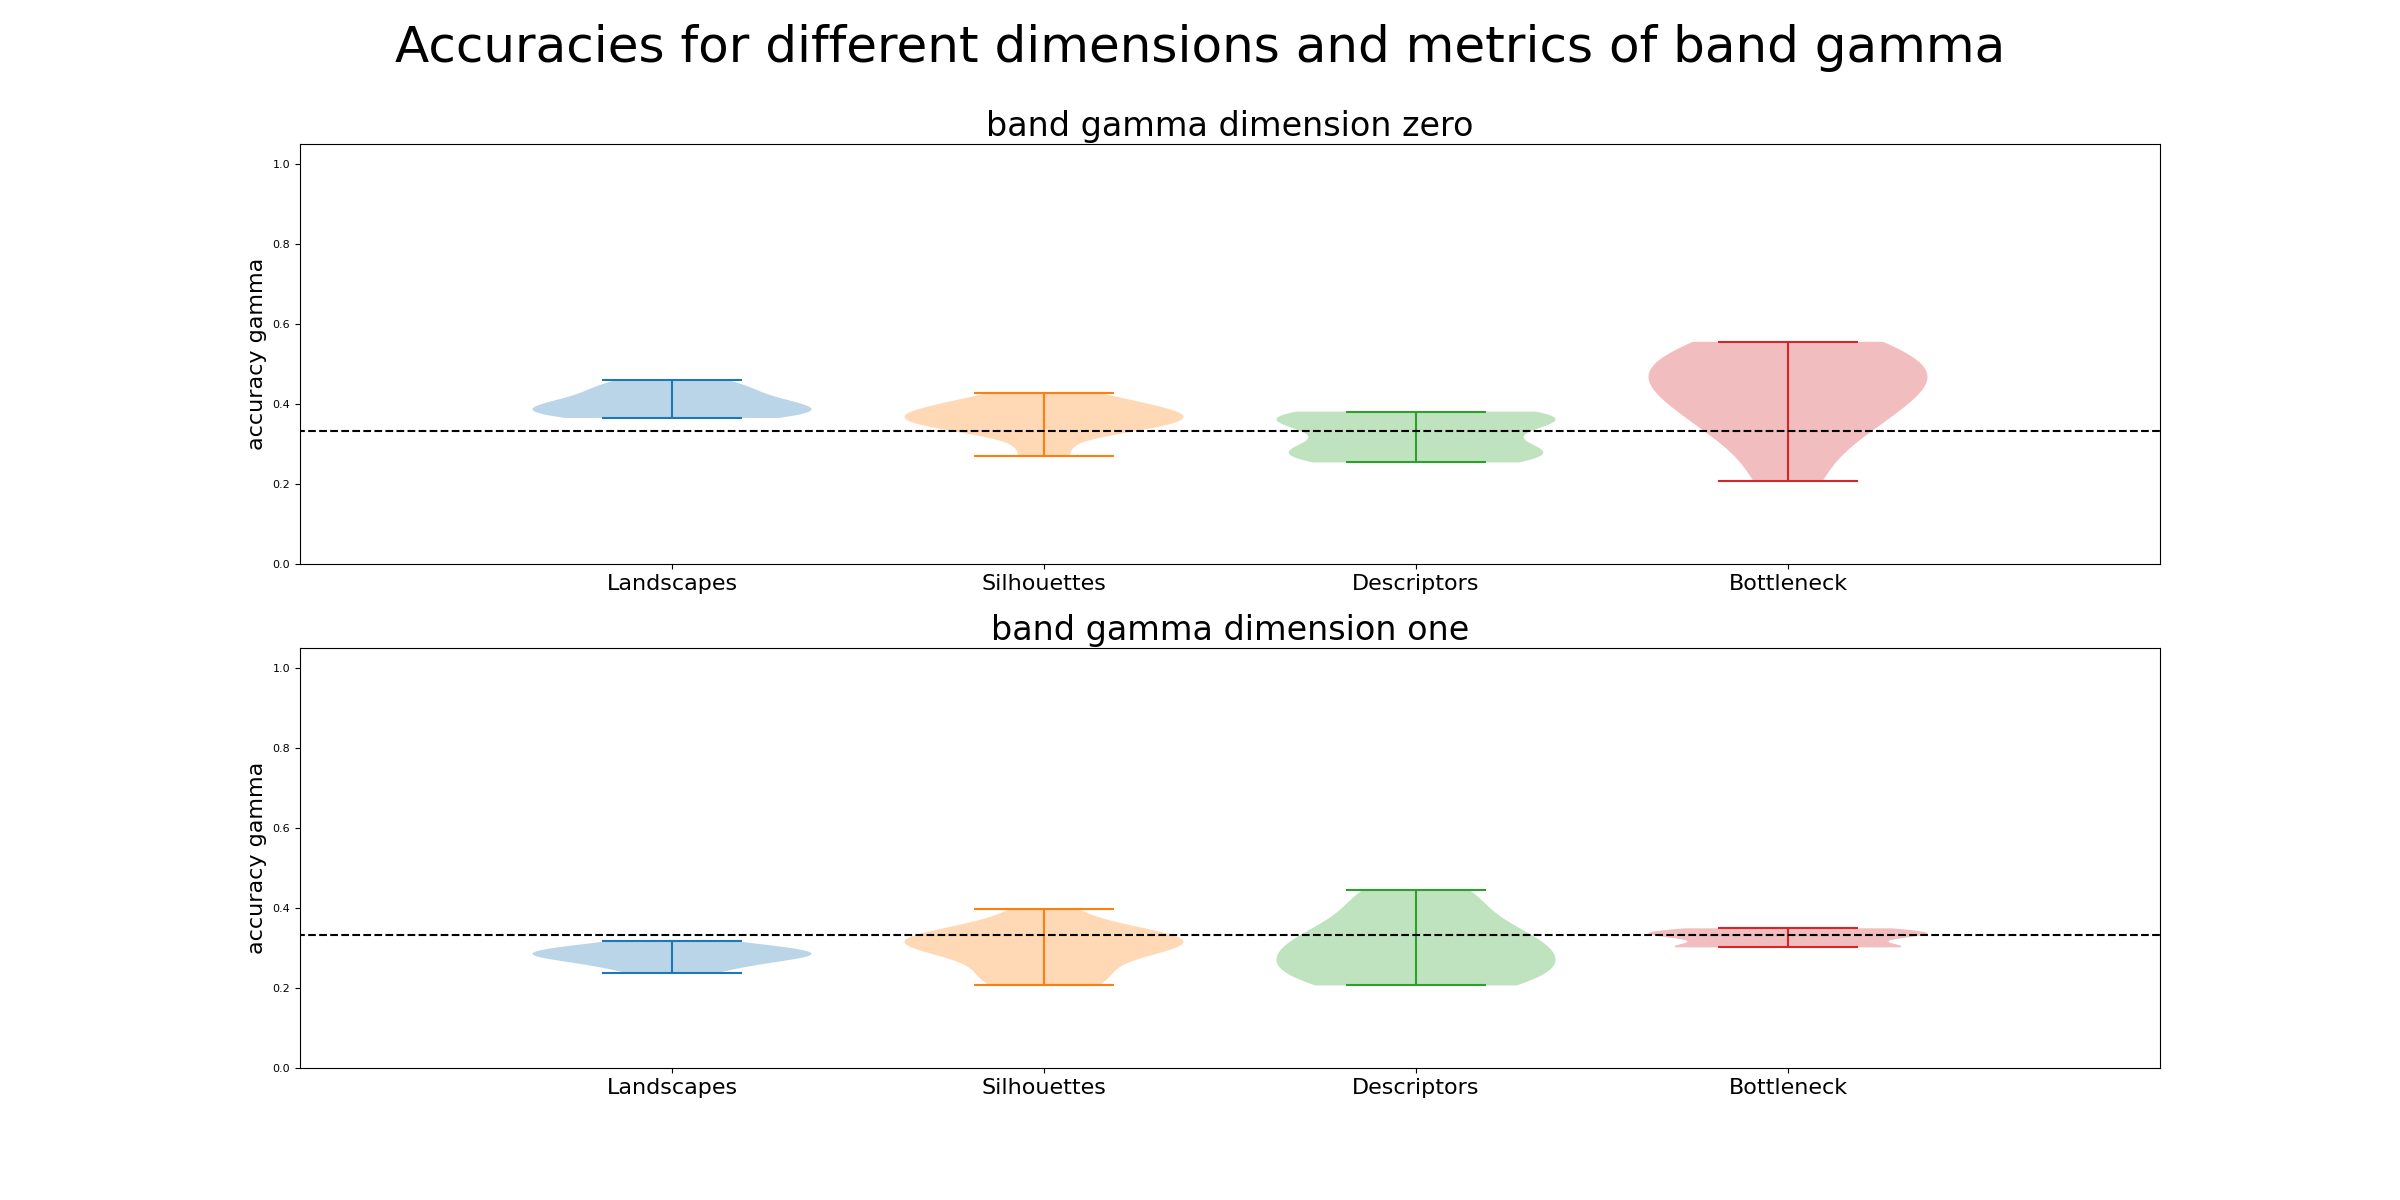 Accuracies for different dimensions and metrics of band gamma
band gamma dimension zero
accuracy gamma
1.0
0.8
0.6
0.4
0.2
0.0
Landscapes Silhouettes Descriptors Bottleneck
band gamma dimension one
accuracy gamma
1.0
0.8
0.6
0.4
0.2
0.0
Landscapes Silhouettes Descriptors Bottleneck